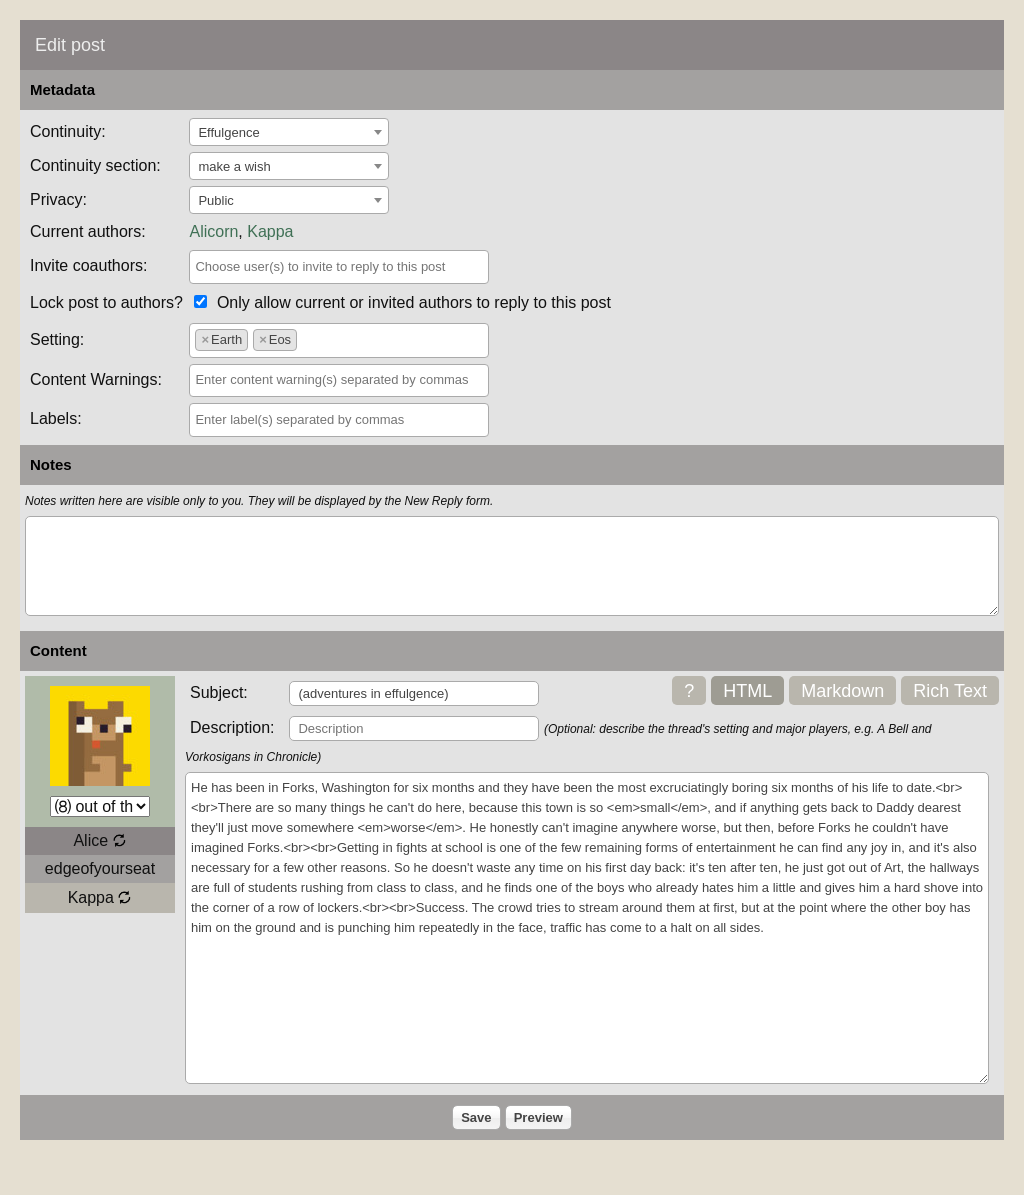 Edit post
Metadata
Continuity: Effulgence
Continuity section: make a wish
Privacy: Public
Current authors: Alicorn, Kappa
Invite coauthors: Choose user(s) to invite to reply to this post
Lock post to authors? Only allow current or invited authors to reply to this post
Setting: ×Earth ×Eos
Content Warnings: Enter content warning(s) separated by commas
Labels: Enter label(s) separated by commas
Notes
Notes written here are visible only to you. They will be displayed by the New Reply form.
Content
(8) out of th
Alice
edgeofyourseat
Kappa
Subject: (adventures in effulgence)
? HTML Markdown Rich Text
Description: Description (Optional: describe the thread's setting and major players, e.g. A Bell and
Vorkosigans in Chronicle)
He has been in Forks, Washington for six months and they have been the most excruciatingly boring six months of his life to date.<br>
<br>There are so many things he can't do here, because this town is so <em>small</em>, and if anything gets back to Daddy dearest
they'll just move somewhere <em>worse</em>. He honestly can't imagine anywhere worse, but then, before Forks he couldn't have
imagined Forks.<br><br>Getting in fights at school is one of the few remaining forms of entertainment he can find any joy in, and it's also
necessary for a few other reasons. So he doesn't waste any time on his first day back: it's ten after ten, he just got out of Art, the hallways
are full of students rushing from class to class, and he finds one of the boys who already hates him a little and gives him a hard shove into
the corner of a row of lockers.<br><br>Success. The crowd tries to stream around them at first, but at the point where the other boy has
him on the ground and is punching him repeatedly in the face, traffic has come to a halt on all sides.
Save Preview